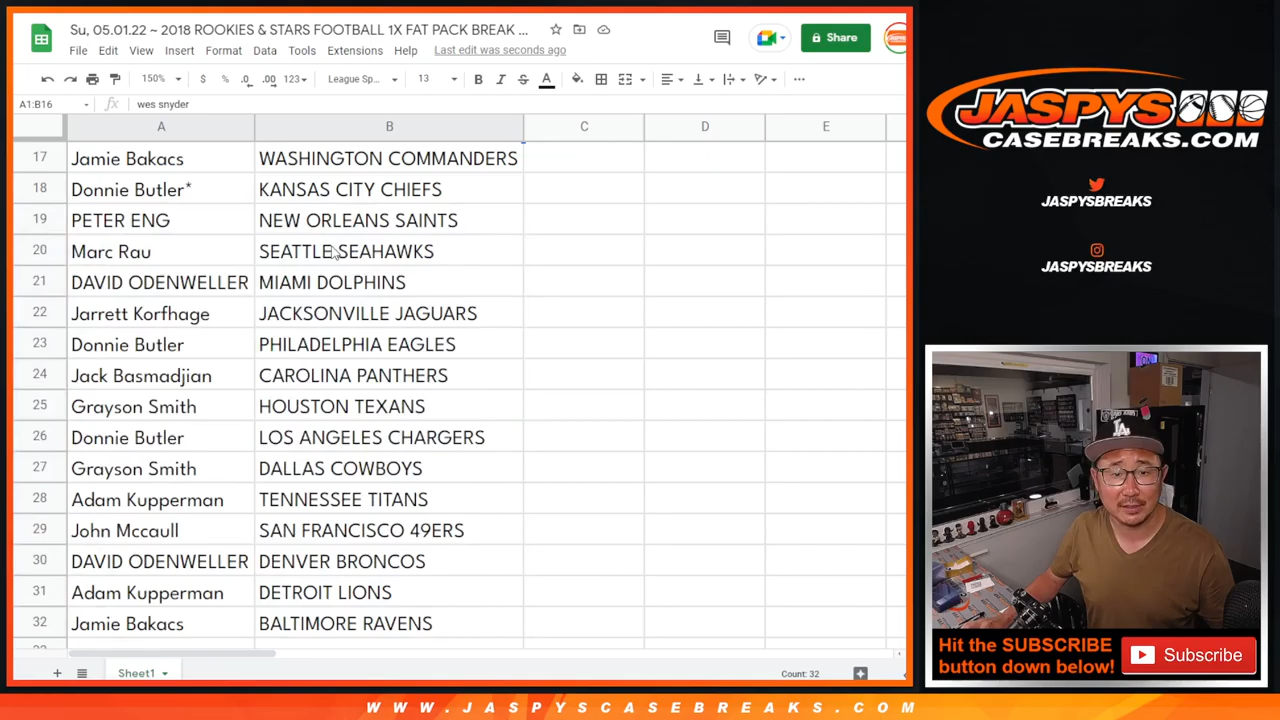 Su, 05.01.22 ~ 2018 ROOKIES & STARS FOOTBALL 1X FAT PACK BREAK ...
File Edit View Insert Format Data Tools Extensions Help Last edit was seconds ago
Share
150% $ % .0 .00 123 League Sp... 13 B I S A
A1:B16 fx wes snyder
A B C D E
17 Jamie Bakacs WASHINGTON COMMANDERS
18 Donnie Butler* KANSAS CITY CHIEFS
19 PETER ENG NEW ORLEANS SAINTS
20 Marc Rau SEATTLE SEAHAWKS
21 DAVID ODENWELLER MIAMI DOLPHINS
22 Jarrett Korfhage JACKSONVILLE JAGUARS
23 Donnie Butler PHILADELPHIA EAGLES
24 Jack Basmadjian CAROLINA PANTHERS
25 Grayson Smith HOUSTON TEXANS
26 Donnie Butler LOS ANGELES CHARGERS
27 Grayson Smith DALLAS COWBOYS
28 Adam Kupperman TENNESSEE TITANS
29 John Mccaull SAN FRANCISCO 49ERS
30 DAVID ODENWELLER DENVER BRONCOS
31 Adam Kupperman DETROIT LIONS
32 Jamie Bakacs BALTIMORE RAVENS
Sheet1
Count: 32
JASPYS
CASEBREAKS.COM
JASPYSBREAKS
JASPYSBREAKS
LA
Hit the SUBSCRIBE
button down below!
Subscribe
WWW.JASPYSCASEBREAKS.COM